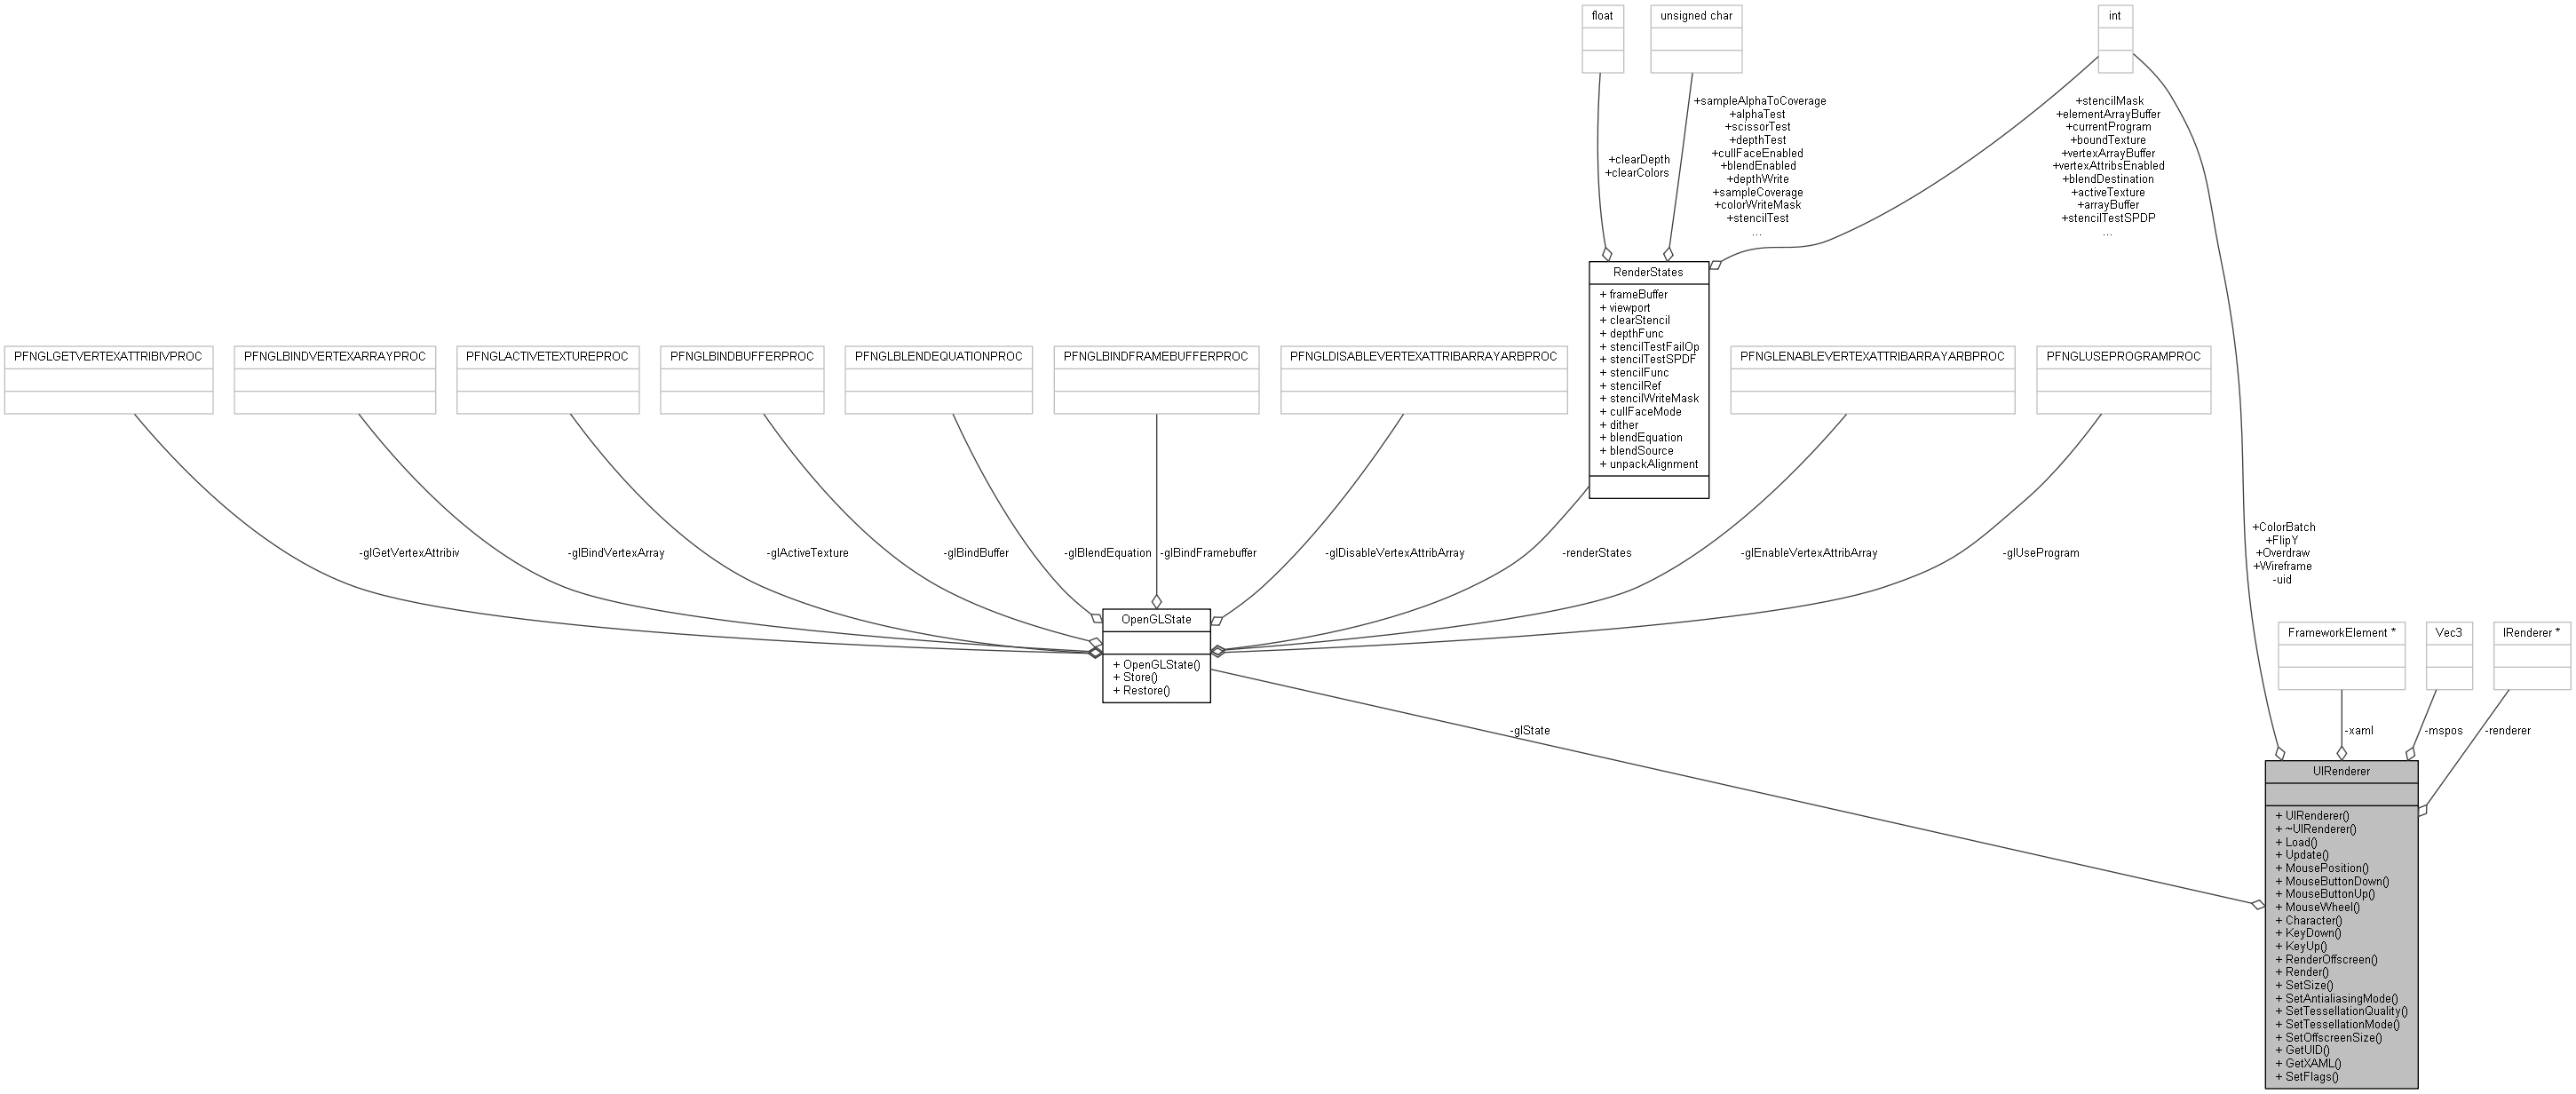 float
unsigned char
int
+clearDepth
+clearColors
+sampleAlphaToCoverage
+alphaTest
+scissorTest
+depthTest
+cullFaceEnabled
+blendEnabled
+depthWrite
+sampleCoverage
+colorWriteMask
+stencilTest
...
+stencilMask
+elementArrayBuffer
+currentProgram
+boundTexture
+vertexArrayBuffer
+vertexAttribsEnabled
+blendDestination
+activeTexture
+arrayBuffer
+stencilTestSPDP
...
RenderStates
+ frameBuffer
+ viewport
+ clearStencil
+ depthFunc
+ stencilTestFailOp
+ stencilTestSPDF
+ stencilFunc
+ stencilRef
+ stencilWriteMask
+ cullFaceMode
+ dither
+ blendEquation
+ blendSource
+ unpackAlignment
PFNGLGETVERTEXATTRIBIVPROC
PFNGLBINDVERTEXARRAYPROC
PFNGLACTIVETEXTUREPROC
PFNGLBINDBUFFERPROC
PFNGLBLENDEQUATIONPROC
PFNGLBINDFRAMEBUFFERPROC
PFNGLDISABLEVERTEXATTRIBARRAYARBPROC
PFNGLENABLEVERTEXATTRIBARRAYARBPROC
PFNGLUSEPROGRAMPROC
-glGetVertexAttribiv
-glBindVertexArray
-glActiveTexture
-glBindBuffer
-glBlendEquation
-glBindFramebuffer
-glDisableVertexAttribArray
-renderStates
-glEnableVertexAttribArray
-glUseProgram
+ColorBatch
+FlipY
+Overdraw
+Wireframe
-uid
OpenGLState
+ OpenGLState()
+ Store()
+ Restore()
FrameworkElement *
Vec3
IRenderer *
-glState
-xaml
-mspos
-renderer
UIRenderer
+ UIRenderer()
+ ~UIRenderer()
+ Load()
+ Update()
+ MousePosition()
+ MouseButtonDown()
+ MouseButtonUp()
+ MouseWheel()
+ Character()
+ KeyDown()
+ KeyUp()
+ RenderOffscreen()
+ Render()
+ SetSize()
+ SetAntialiasingMode()
+ SetTessellationQuality()
+ SetTessellationMode()
+ SetOffscreenSize()
+ GetUID()
+ GetXAML()
+ SetFlags()